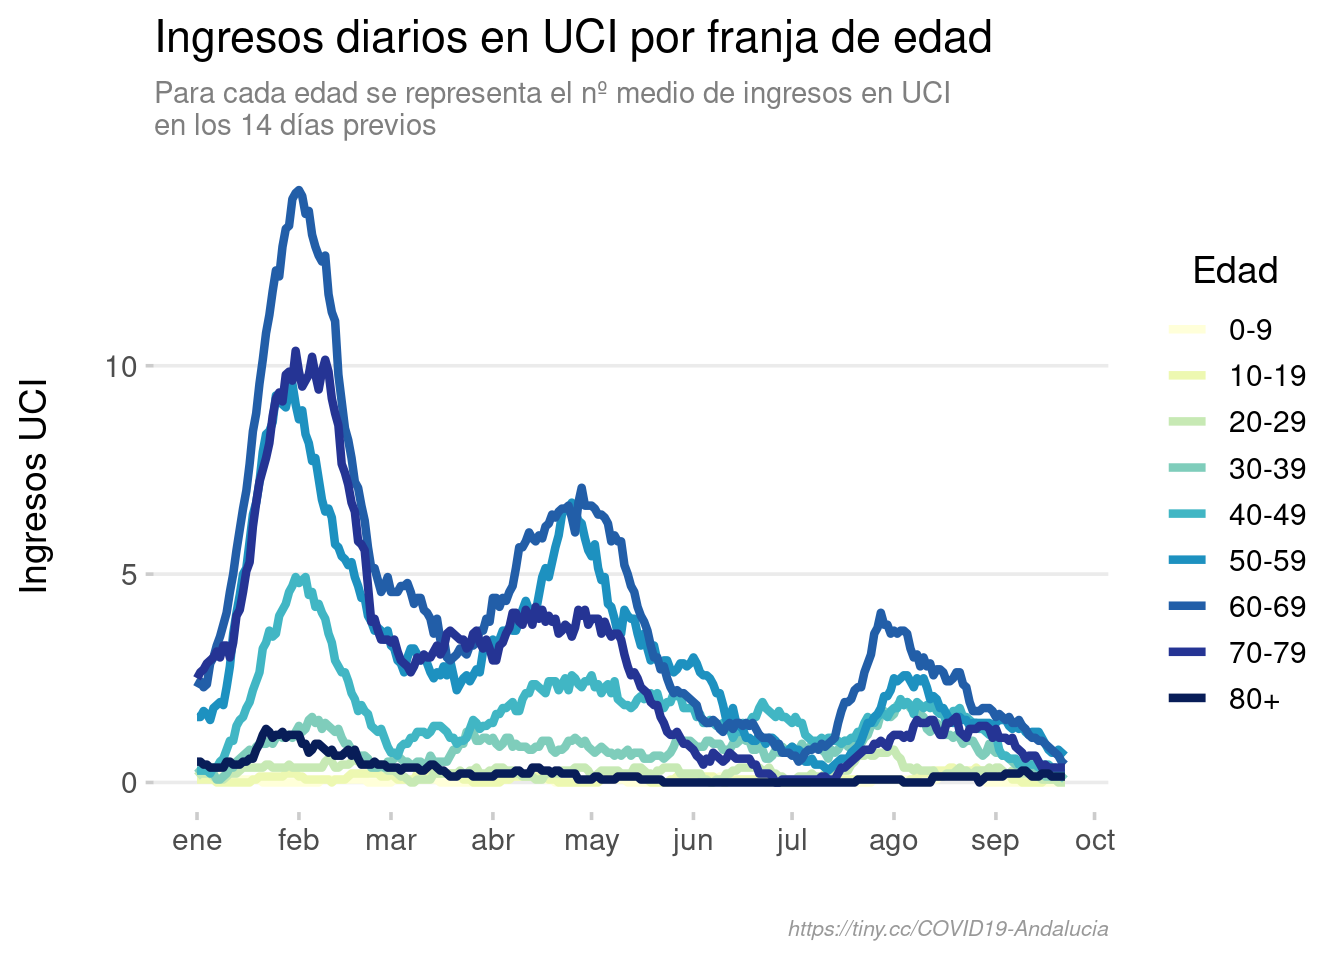 Ingresos diarios en UCI por franja de edad
Para cada edad se representa el nº medio de ingresos en UCI
en los 14 días previos
Ingresos UCI
10
5
0
ene feb mar abr may jun jul ago sep oct
Edad
0-9
10-19
20-29
30-39
40-49
50-59
60-69
70-79
80+
https://tiny.cc/COVID19-Andalucia